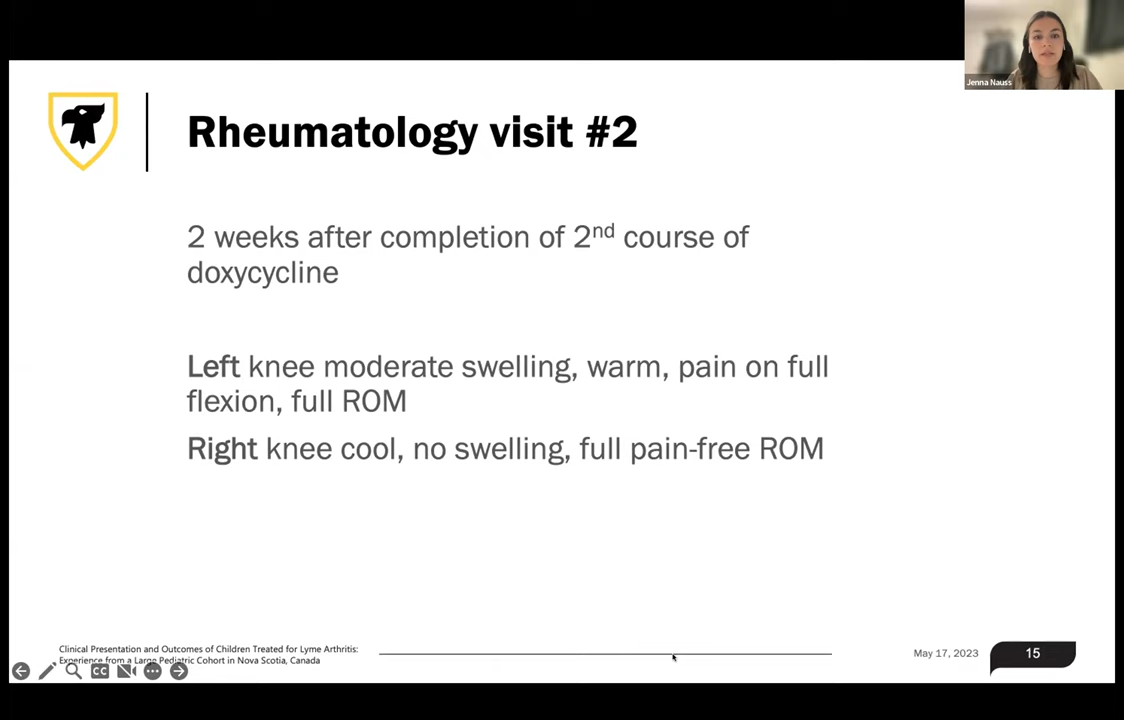 Jenna Nauss
Rheumatology visit #2
2 weeks after completion of 2nd course of
doxycycline
Left knee moderate swelling, warm, pain on full
flexion, full ROM
Right knee cool, no swelling, full pain-free ROM
Clinical Presentation and Outcomes of Children Treated for Lyme Arthritis:
Experience from a Large Pediatric Cohort in Nova Scotia, Canada
CC
May 17, 2023
15